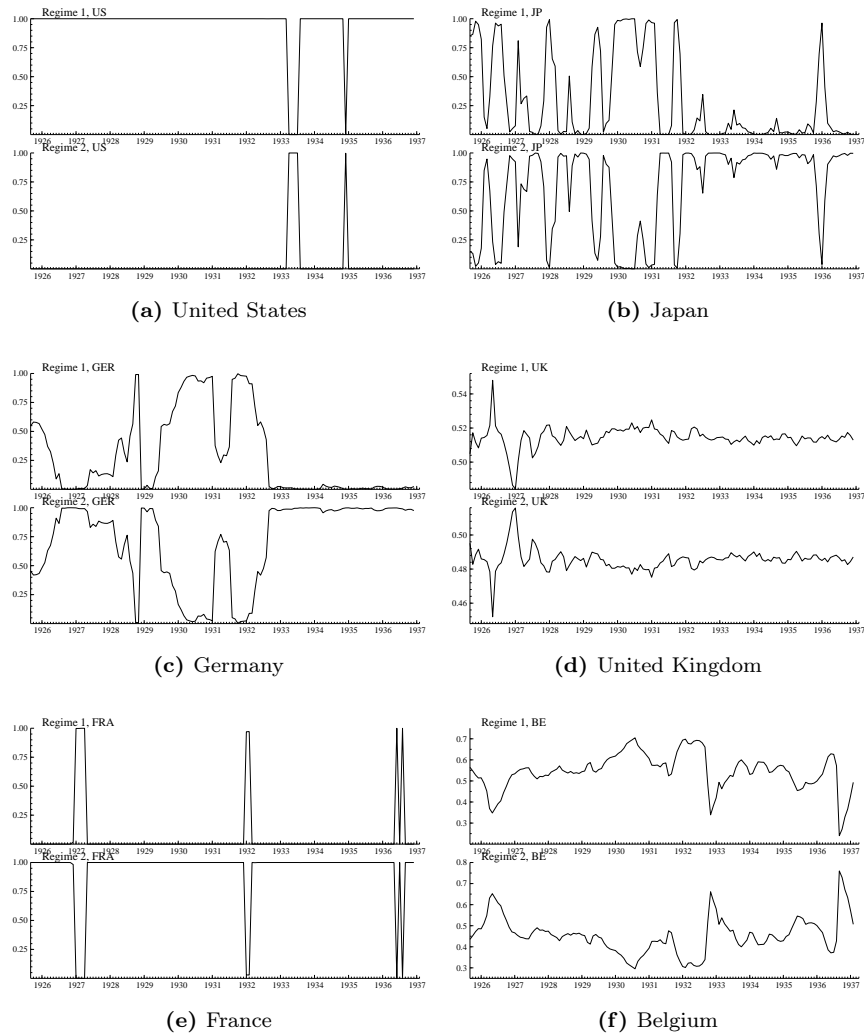 Regime 1, US
1.00
0.75
0.50
0.25
1926 1927 1928 1929 1930 1931 1932 1933 1934 1935 1936 1937
Regime 2, US
1.00
0.75
0.50
0.25
1926 1927 1928 1929 1930 1931 1932 1933 1934 1935 1936 1937
(a) United States
Regime 1, JP
1.00
0.75
0.50
0.25
1926 1927 1928 1929 1930 1931 1932 1933 1934 1935 1936 1937
Regime 2, JP
1.00
0.75
0.50
0.25
1926 1927 1928 1929 1930 1931 1932 1933 1934 1935 1936 1937
(b) Japan
Regime 1, GER
1.00
0.75
0.50
0.25
1926 1927 1928 1929 1930 1931 1932 1933 1934 1935 1936 1937
Regime 2, GER
1.00
0.75
0.50
0.25
1926 1927 1928 1929 1930 1931 1932 1933 1934 1935 1936 1937
(c) Germany
Regime 1, UK
0.54
0.52
0.50
1926 1927 1928 1929 1930 1931 1932 1933 1934 1935 1936 1937
Regime 2, UK
0.50
0.48
0.46
1926 1927 1928 1929 1930 1931 1932 1933 1934 1935 1936 1937
(d) United Kingdom
Regime 1, FRA
1.00
0.75
0.50
0.25
1926 1927 1928 1929 1930 1931 1932 1933 1934 1935 1936 1937
Regime 2, FRA
1.00
0.75
0.50
0.25
1926 1927 1928 1929 1930 1931 1932 1933 1934 1935 1936 1937
(e) France
Regime 1, BE
0.7
0.6
0.5
0.4
0.3
1926 1927 1928 1929 1930 1931 1932 1933 1934 1935 1936 1937
Regime 2, BE
0.8
0.7
0.6
0.5
0.4
0.3
1926 1927 1928 1929 1930 1931 1932 1933 1934 1935 1936 1937
(f) Belgium